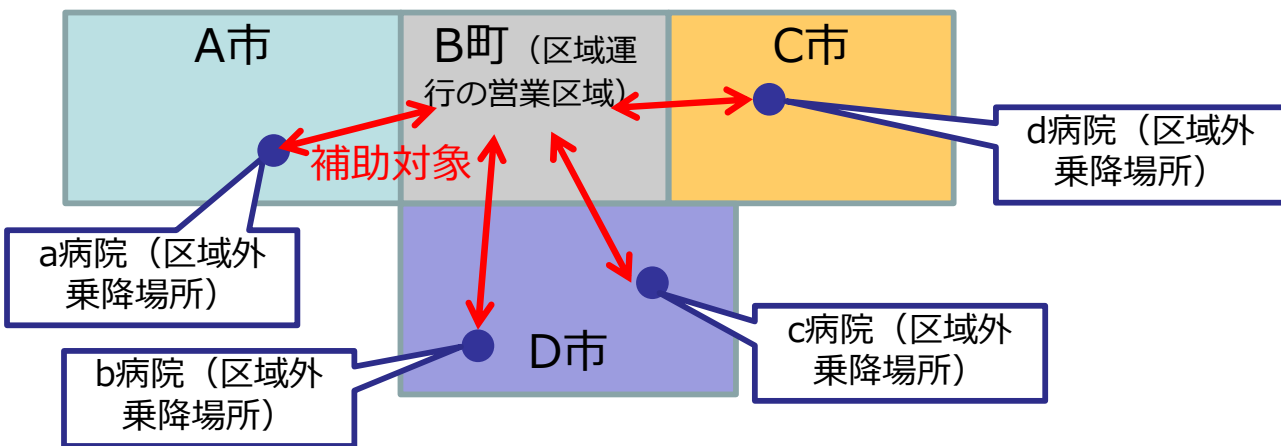 A市
B町（区域運
行の営業区域）
C市
補助対象
d病院（区域外
乗降場所）
a病院（区域外
乗降場所）
b病院（区域外
乗降場所）
D市
c病院（区域外
乗降場所）